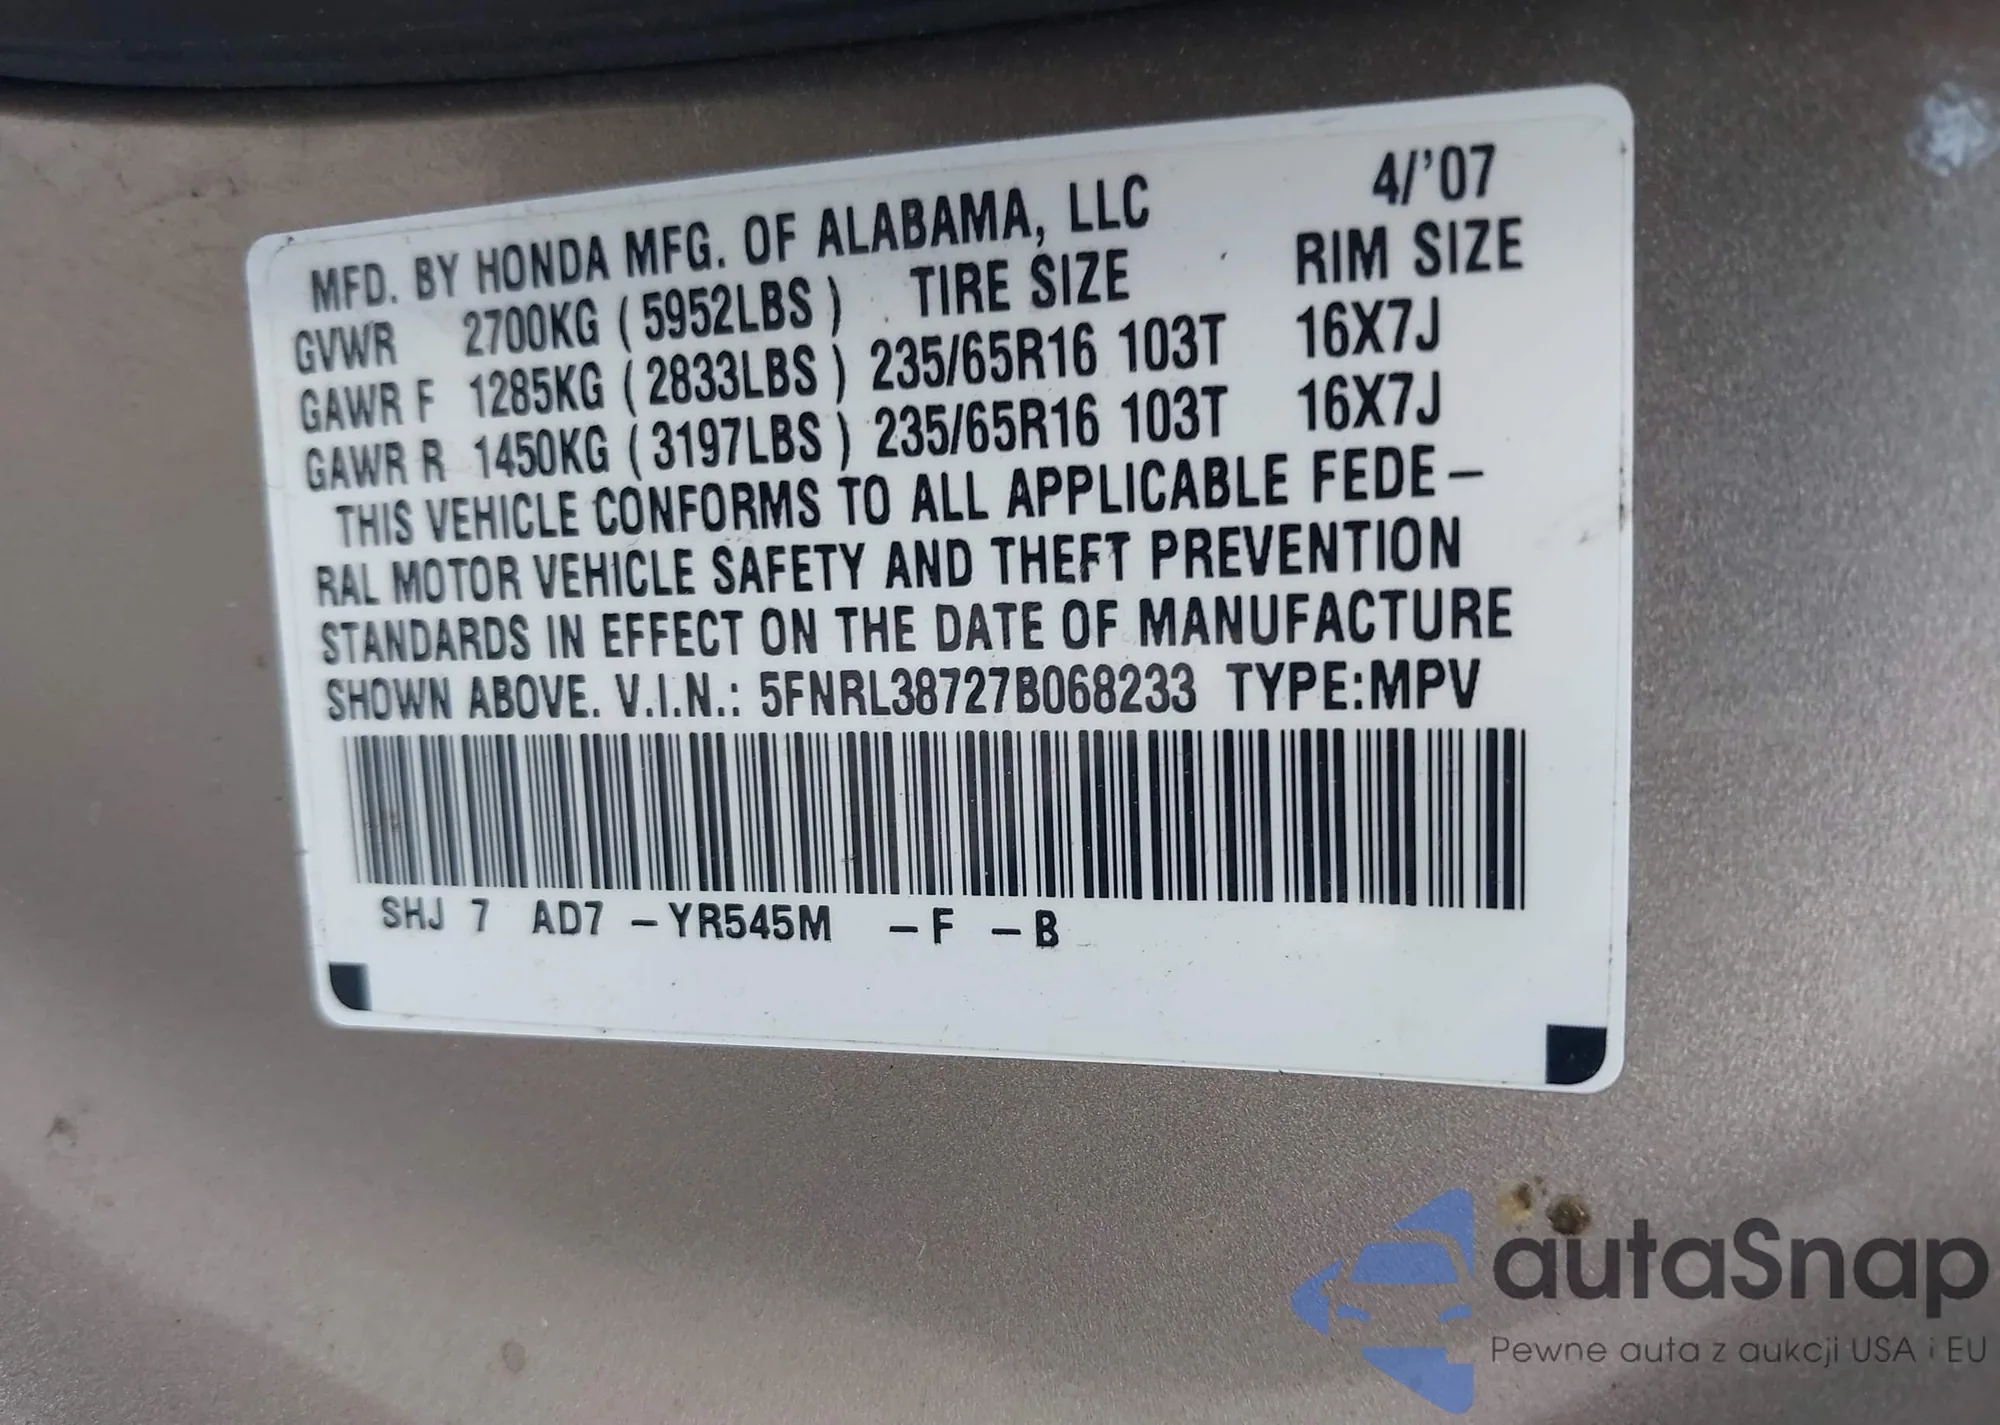 MFD. BY HONDA MFG. OF ALABAMA, LLC 4/'07
GVWR 2700KG ( 5952LBS ) TIRE SIZE RIM SIZE
GAWR F 1285KG ( 2833LBS ) 235/65R16 103T 16X7J
GAWR R 1450KG ( 3197LBS ) 235/65R16 103T 16X7J
THIS VEHICLE CONFORMS TO ALL APPLICABLE FEDE–
RAL MOTOR VEHICLE SAFETY AND THEFT PREVENTION
STANDARDS IN EFFECT ON THE DATE OF MANUFACTURE
SHOWN ABOVE. V.I.N.: 5FNRL38727B068233 TYPE:MPV
SHJ 7 AD7 –YR545M –F –B
autaSnap
Pewne auta z aukcji USA i EU